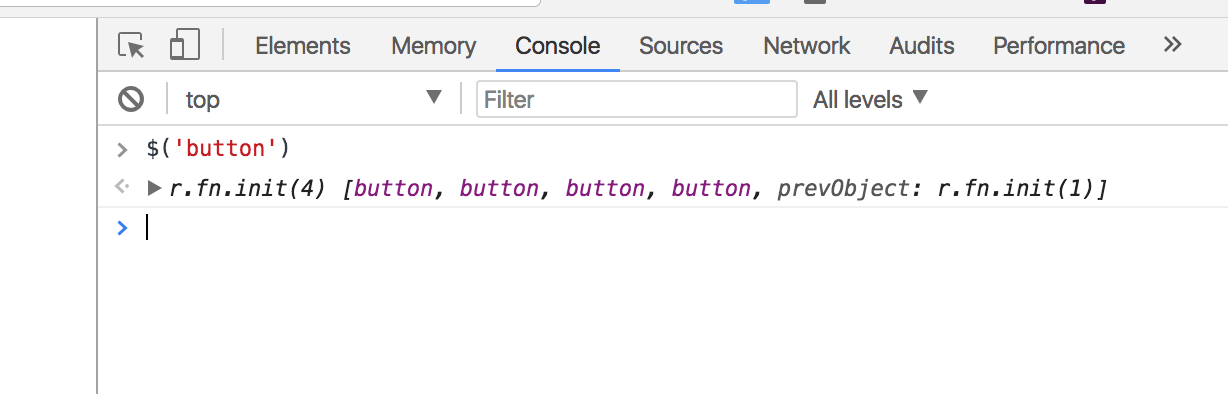 Elements Memory Console Sources Network Audits Performance »
top ▼ Filter All levels ▼
> $('button')
<· ▶ r.fn.init(4) [button, button, button, button, prevObject: r.fn.init(1)]
>